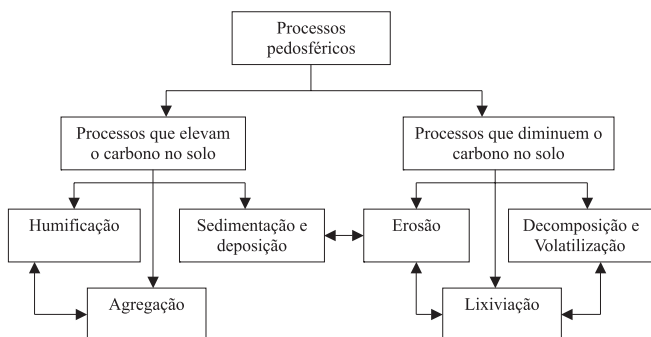 Processos
pedosféricos
Processos que elevam
o carbono no solo
Processos que diminuem o
carbono no solo
Humificação
Sedimentação e
deposição
Erosão
Decomposição e
Volatilização
Agregação
Lixiviação